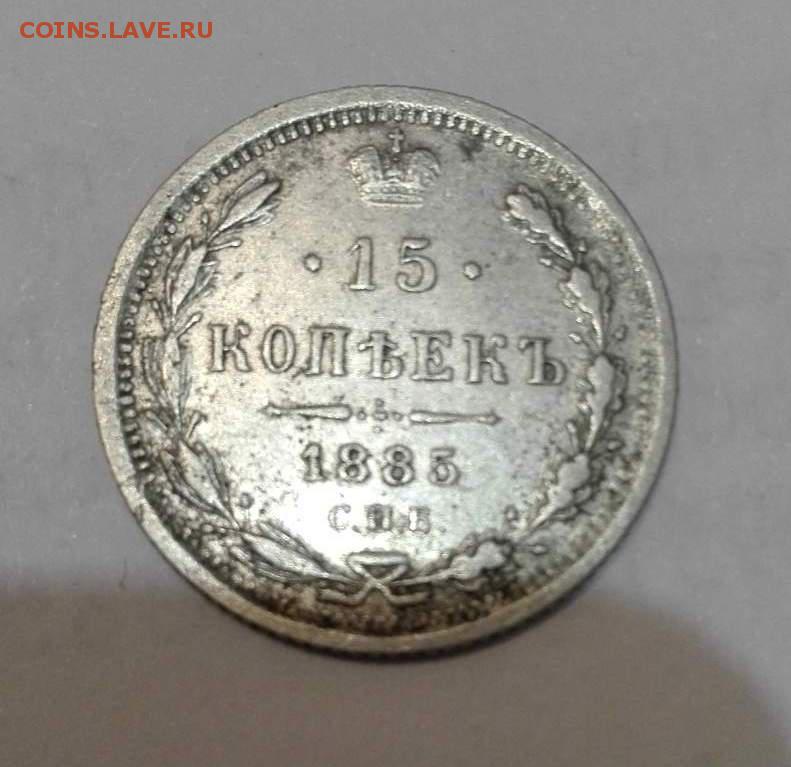 COINS.LAVE.RU
· 15 ·
КОПѢЕКЪ
1885
С.П.Б.